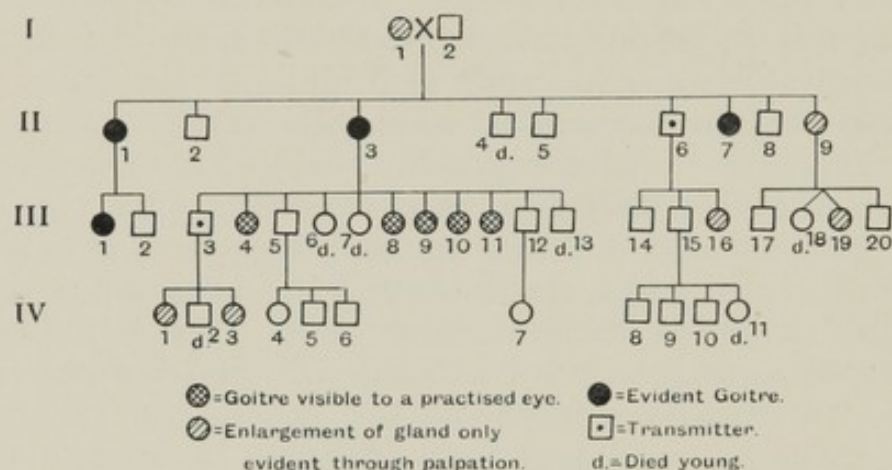 I
1 X 2
II
1 2 3 4 d. 5 6 7 8 9
III
1 2 3 4 5 6 d. 7 d. 8 9 10 11 12 d. 13 14 15 16 17 d. 18 19 20
IV
1 d. 2 3 4 5 6 7 8 9 10 d. 11
=Goitre visible to a practised eye. =Evident Goitre.
=Enlargement of gland only =Transmitter.
evident through palpation. d.=Died young.